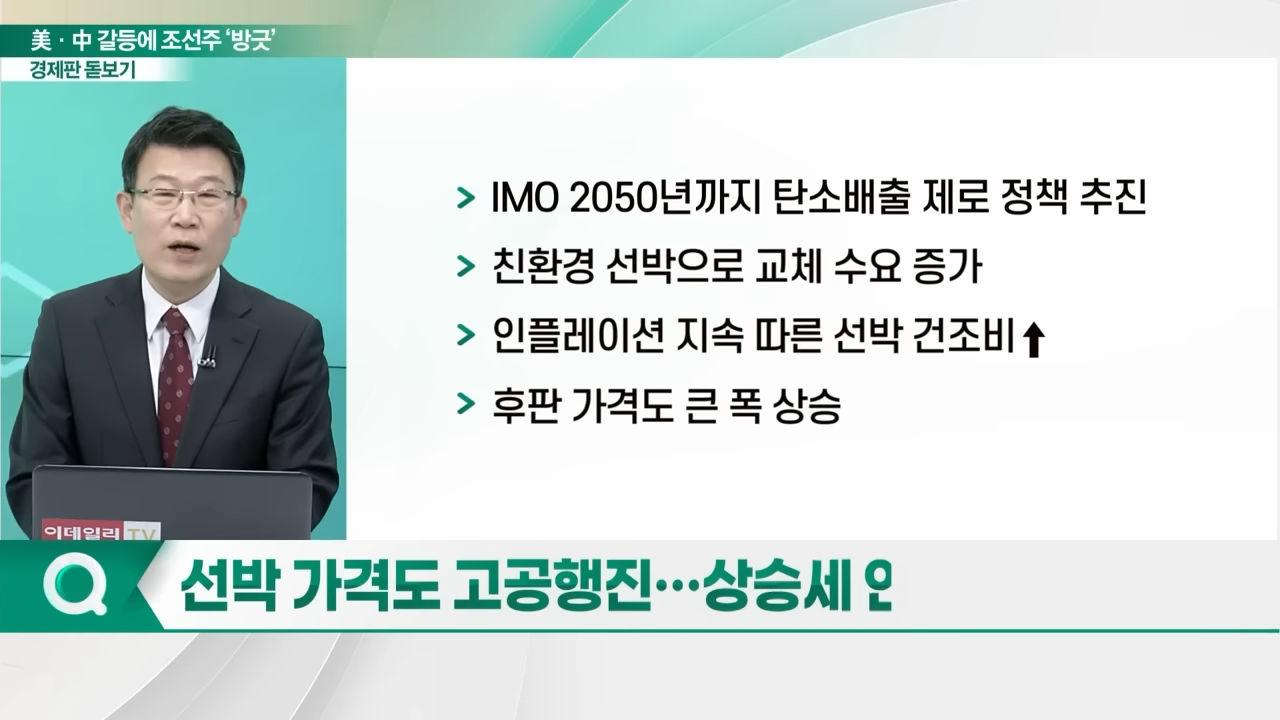 美·中 갈등에 조선주 ‘방긋’
경제판 돋보기
> IMO 2050년까지 탄소배출 제로 정책 추진
> 친환경 선박으로 교체 수요 증가
> 인플레이션 지속 따른 선박 건조비⬆
> 후판 가격도 큰 폭 상승
이데일리 TV
선박 가격도 고공행진…상승세